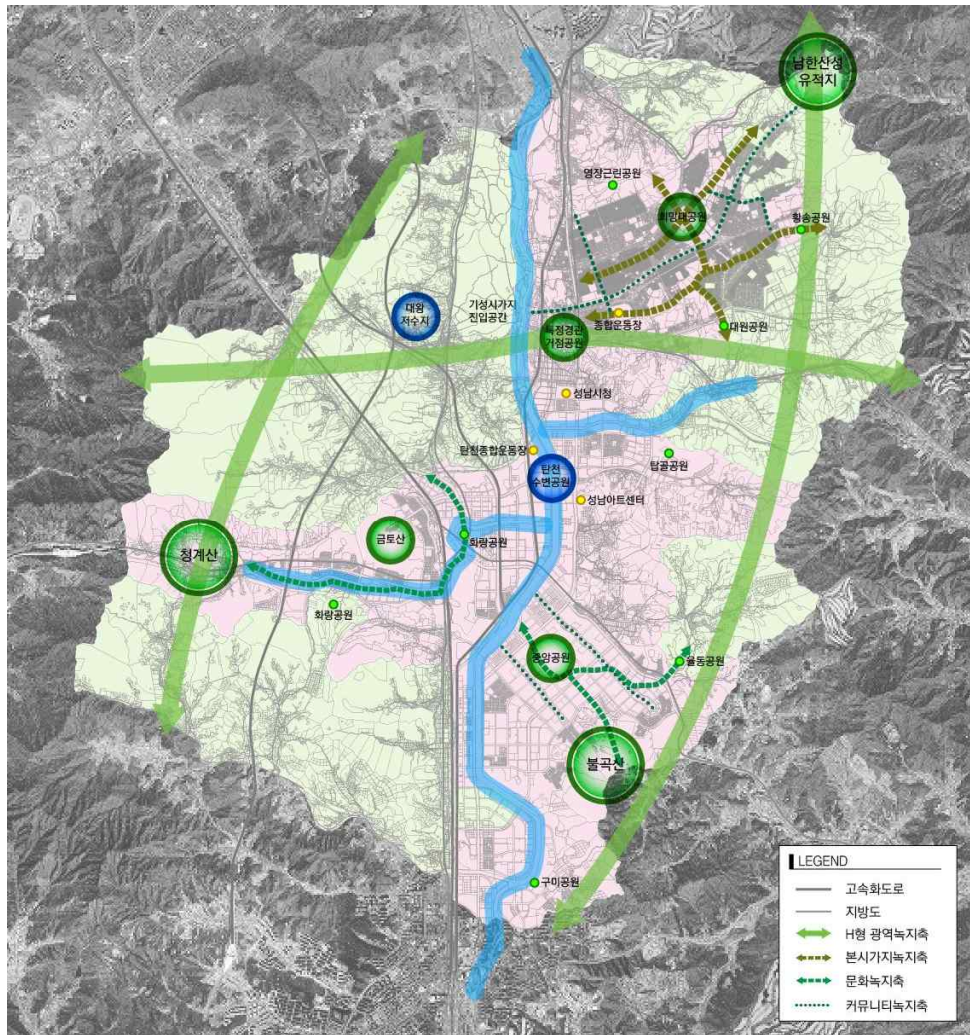 남한산성
유적지
영장근린공원
희망대공원
황송공원
대왕
저수지
기성시가지
진입공간
종합운동장
대원공원
특정경관
거점공원
성남시청
탄천종합운동장
탑골공원
탄천
수변공원
성남아트센터
금토산
화랑공원
청계산
화랑공원
중앙공원
율동공원
불곡산
구미공원
LEGEND
고속화도로
지방도
H형 광역녹지축
본시가지녹지축
문화녹지축
커뮤니티녹지축